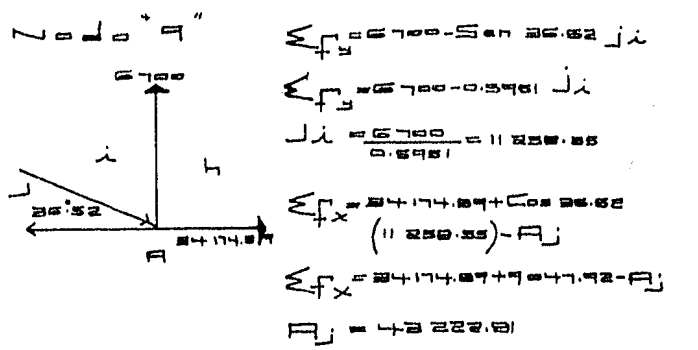 Nodo "9"
6700
i
h
J
36°52
34174.89
A
Σfy=6700-Sen 36.52 Ji
Σfy=6700-0.5951 Ji
Ji = 6700 / 0.5951 = 11258.55
Σfx=34174.89+Cos 36.52
(11258.55)-Aj
Σfx=34174.89+9047.92-Aj
Aj = 43222.81